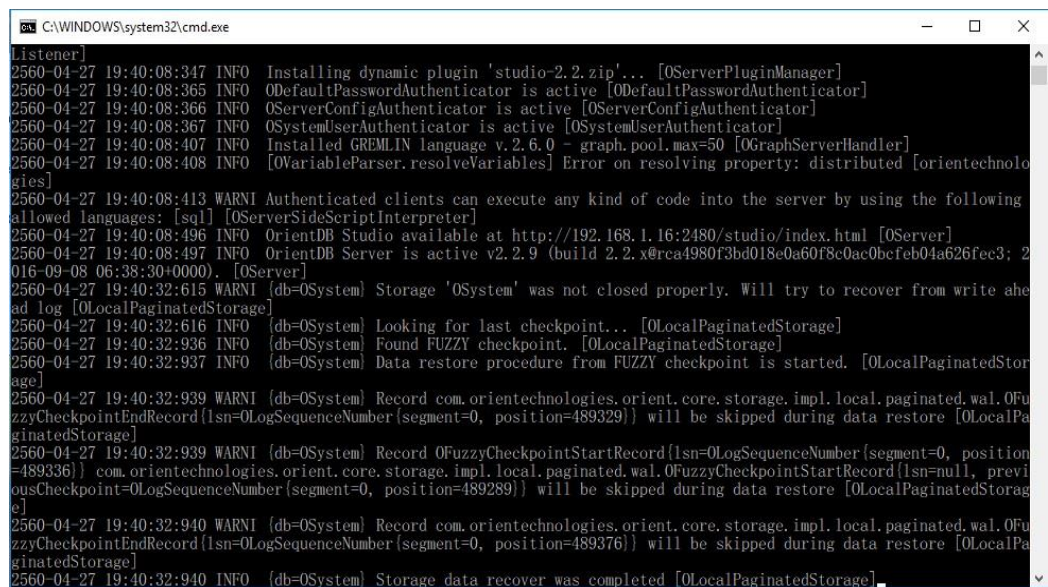 C:\WINDOWS\system32\cmd.exe
Listener]
2560-04-27 19:40:08:347 INFO  Installing dynamic plugin 'studio-2.2.zip'... [OServerPluginManager]
2560-04-27 19:40:08:365 INFO  ODefaultPasswordAuthenticator is active [ODefaultPasswordAuthenticator]
2560-04-27 19:40:08:366 INFO  OServerConfigAuthenticator is active [OServerConfigAuthenticator]
2560-04-27 19:40:08:367 INFO  OSystemUserAuthenticator is active [OSystemUserAuthenticator]
2560-04-27 19:40:08:407 INFO  Installed GREMLIN language v.2.6.0 - graph.pool.max=50 [OGraphServerHandler]
2560-04-27 19:40:08:408 INFO  [OVariableParser.resolveVariables] Error on resolving property: distributed [orientechnolo
gies]
2560-04-27 19:40:08:413 WARNI Authenticated clients can execute any kind of code into the server by using the following
allowed languages: [sql] [OServerSideScriptInterpreter]
2560-04-27 19:40:08:496 INFO  OrientDB Studio available at http://192.168.1.16:2480/studio/index.html [OServer]
2560-04-27 19:40:08:497 INFO  OrientDB Server is active v2.2.9 (build 2.2.x@rca4980f3bd018e0a60f8c0ac0bcfeb04a626fec3; 2
016-09-08 06:38:30+0000). [OServer]
2560-04-27 19:40:32:615 WARNI {db=OSystem} Storage 'OSystem' was not closed properly. Will try to recover from write ahe
ad log [OLocalPaginatedStorage]
2560-04-27 19:40:32:616 INFO  {db=OSystem} Looking for last checkpoint... [OLocalPaginatedStorage]
2560-04-27 19:40:32:936 INFO  {db=OSystem} Found FUZZY checkpoint. [OLocalPaginatedStorage]
2560-04-27 19:40:32:937 INFO  {db=OSystem} Data restore procedure from FUZZY checkpoint is started. [OLocalPaginatedStor
age]
2560-04-27 19:40:32:939 WARNI {db=OSystem} Record com.orientechnologies.orient.core.storage.impl.local.paginated.wal.OFu
zzyCheckpointEndRecord{lsn=OLogSequenceNumber{segment=0, position=489329}} will be skipped during data restore [OLocalPa
ginatedStorage]
2560-04-27 19:40:32:939 WARNI {db=OSystem} Record OFuzzyCheckpointStartRecord{lsn=OLogSequenceNumber{segment=0, position
=489336}} com.orientechnologies.orient.core.storage.impl.local.paginated.wal.OFuzzyCheckpointStartRecord{lsn=null, previ
ousCheckpoint=OLogSequenceNumber{segment=0, position=489289}} will be skipped during data restore [OLocalPaginatedStorag
e]
2560-04-27 19:40:32:940 WARNI {db=OSystem} Record com.orientechnologies.orient.core.storage.impl.local.paginated.wal.OFu
zzyCheckpointEndRecord{lsn=OLogSequenceNumber{segment=0, position=489376}} will be skipped during data restore [OLocalPa
ginatedStorage]
2560-04-27 19:40:32:940 INFO  {db=OSystem} Storage data recover was completed [OLocalPaginatedStorage]